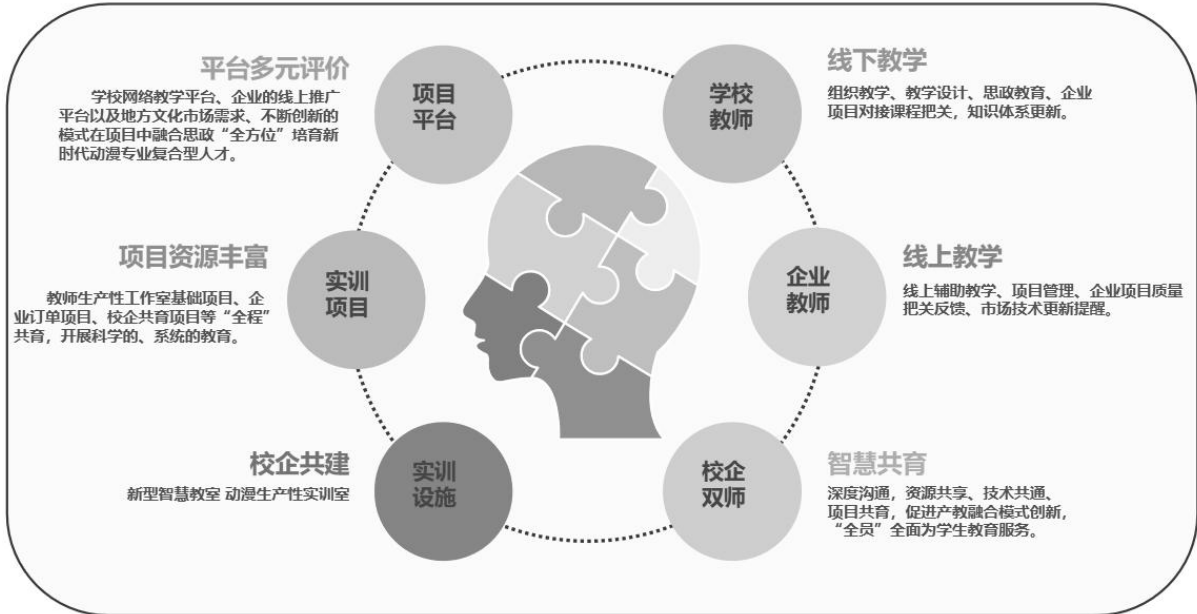 平台多元评价
学校网络教学平台、企业的线上推广
平台以及地方文化市场需求、不断创新的
模式在项目中融合思政“全方位”培育新
时代动漫专业复合型人才。
项目
平台
学校
教师
线下教学
组织教学、教学设计、思政教育、企业
项目对接课程把关，知识体系更新。
项目资源丰富
教师生产性工作室基础项目、企
业订单项目、校企共育项目等“全程”
共育，开展科学的、系统的教育。
实训
项目
企业
教师
线上教学
线上辅助教学、项目管理、企业项目质量
把关反馈、市场技术更新提醒。
校企共建
新型智慧教室 动漫生产性实训室
实训
设施
校企
双师
智慧共育
深度沟通，资源共享、技术共通、
项目共育，促进产教融合模式创新，
“全员”全面为学生教育服务。